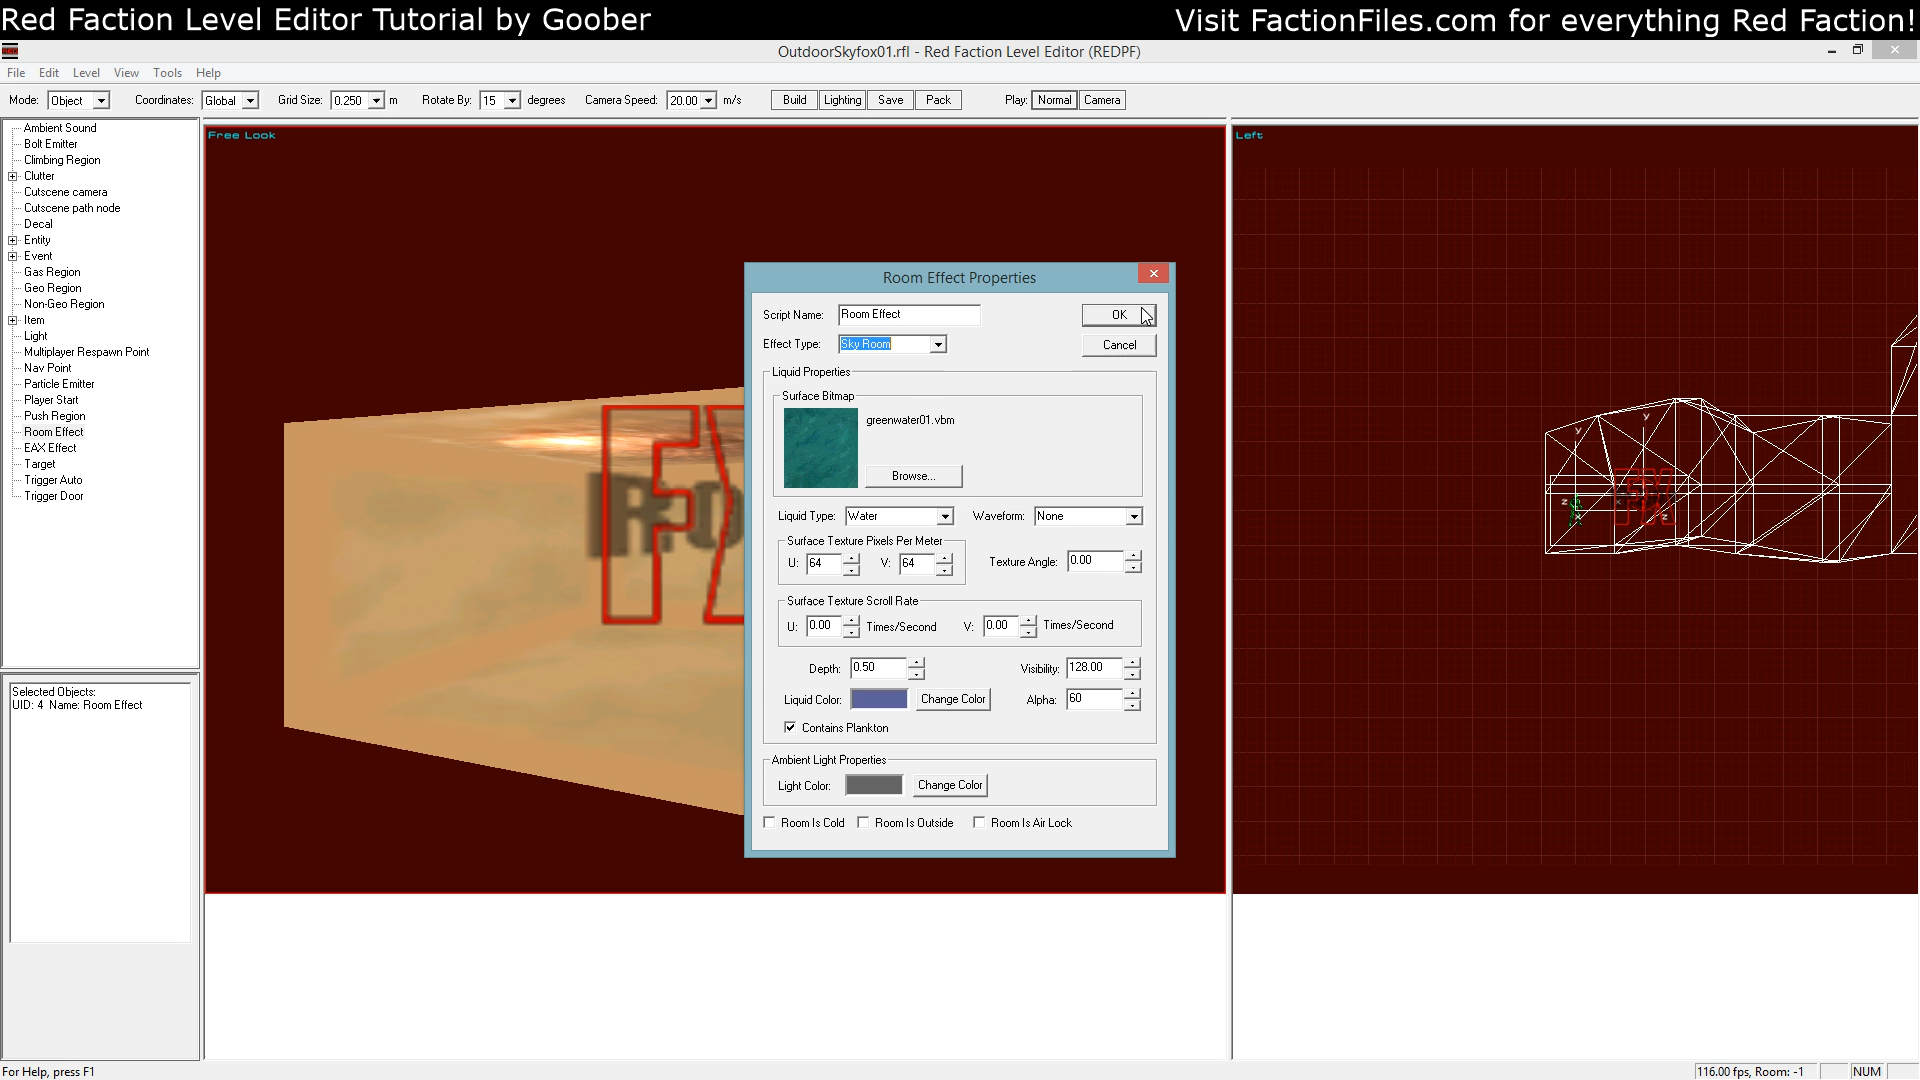 Red Faction Level Editor Tutorial by Goober
Visit FactionFiles.com for everything Red Faction!
RED
OutdoorSkyfox01.rfl - Red Faction Level Editor (REDPF)
File Edit Level View Tools Help
Mode: Object Coordinates: Global Grid Size: 0.250 m Rotate By: 15 degrees Camera Speed: 20.00 m/s Build Lighting Save Pack Play: Normal Camera
Ambient Sound
Bolt Emitter
Climbing Region
Clutter
Cutscene camera
Cutscene path node
Decal
Entity
Event
Gas Region
Geo Region
Non-Geo Region
Item
Light
Multiplayer Respawn Point
Nav Point
Particle Emitter
Player Start
Push Region
Room Effect
EAX Effect
Target
Trigger Auto
Trigger Door
Selected Objects:
UID: 4 Name: Room Effect
Free Look
FX
Left
y
y
z
x
x
z
FX
Room Effect Properties
Script Name: Room Effect OK
Effect Type: Sky Room Cancel
Liquid Properties
Surface Bitmap
greenwater01.vbm
Browse...
Liquid Type: Water Waveform: None
Surface Texture Pixels Per Meter
U: 64 V: 64 Texture Angle: 0.00
Surface Texture Scroll Rate
U: 0.00 Times/Second V: 0.00 Times/Second
Depth: 0.50 Visibility: 128.00
Liquid Color: Change Color Alpha: 60
Contains Plankton
Ambient Light Properties
Light Color: Change Color
Room Is Cold Room Is Outside Room Is Air Lock
For Help, press F1
116.00 fps, Room: -1 NUM